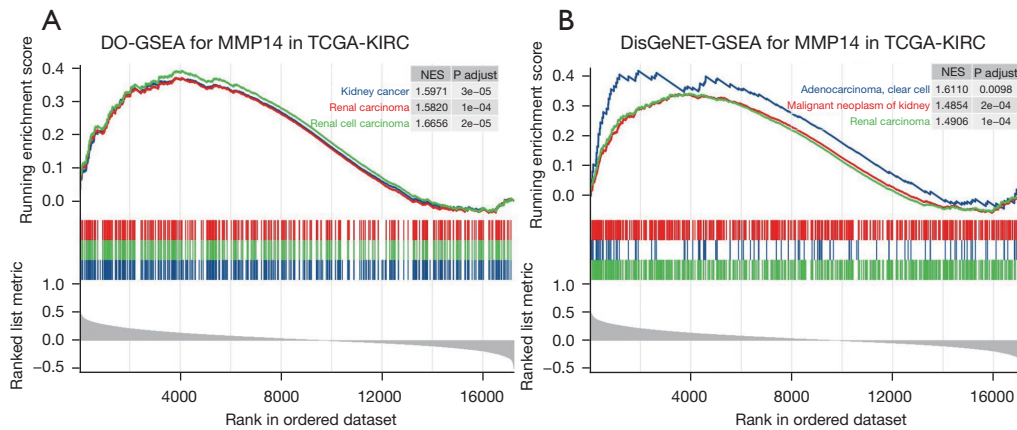 A
DO-GSEA for MMP14 in TCGA-KIRC
Running enrichment score
0.4
0.3
0.2
0.1
0.0
NES P adjust
Kidney cancer 1.5971 3e-05
Renal carcinoma 1.5820 1e-04
Renal cell carcinoma 1.6656 2e-05
Ranked list metric
1.0
0.5
0.0
−0.5
4000 8000 12000 16000
Rank in ordered dataset
B
DisGeNET-GSEA for MMP14 in TCGA-KIRC
Running enrichment score
0.4
0.3
0.2
0.1
0.0
NES P adjust
Adenocarcinoma, clear cell 1.6110 0.0098
Malignant neoplasm of kidney 1.4854 2e-04
Renal carcinoma 1.4906 1e-04
Ranked list metric
1.0
0.5
0.0
−0.5
4000 8000 12000 16000
Rank in ordered dataset